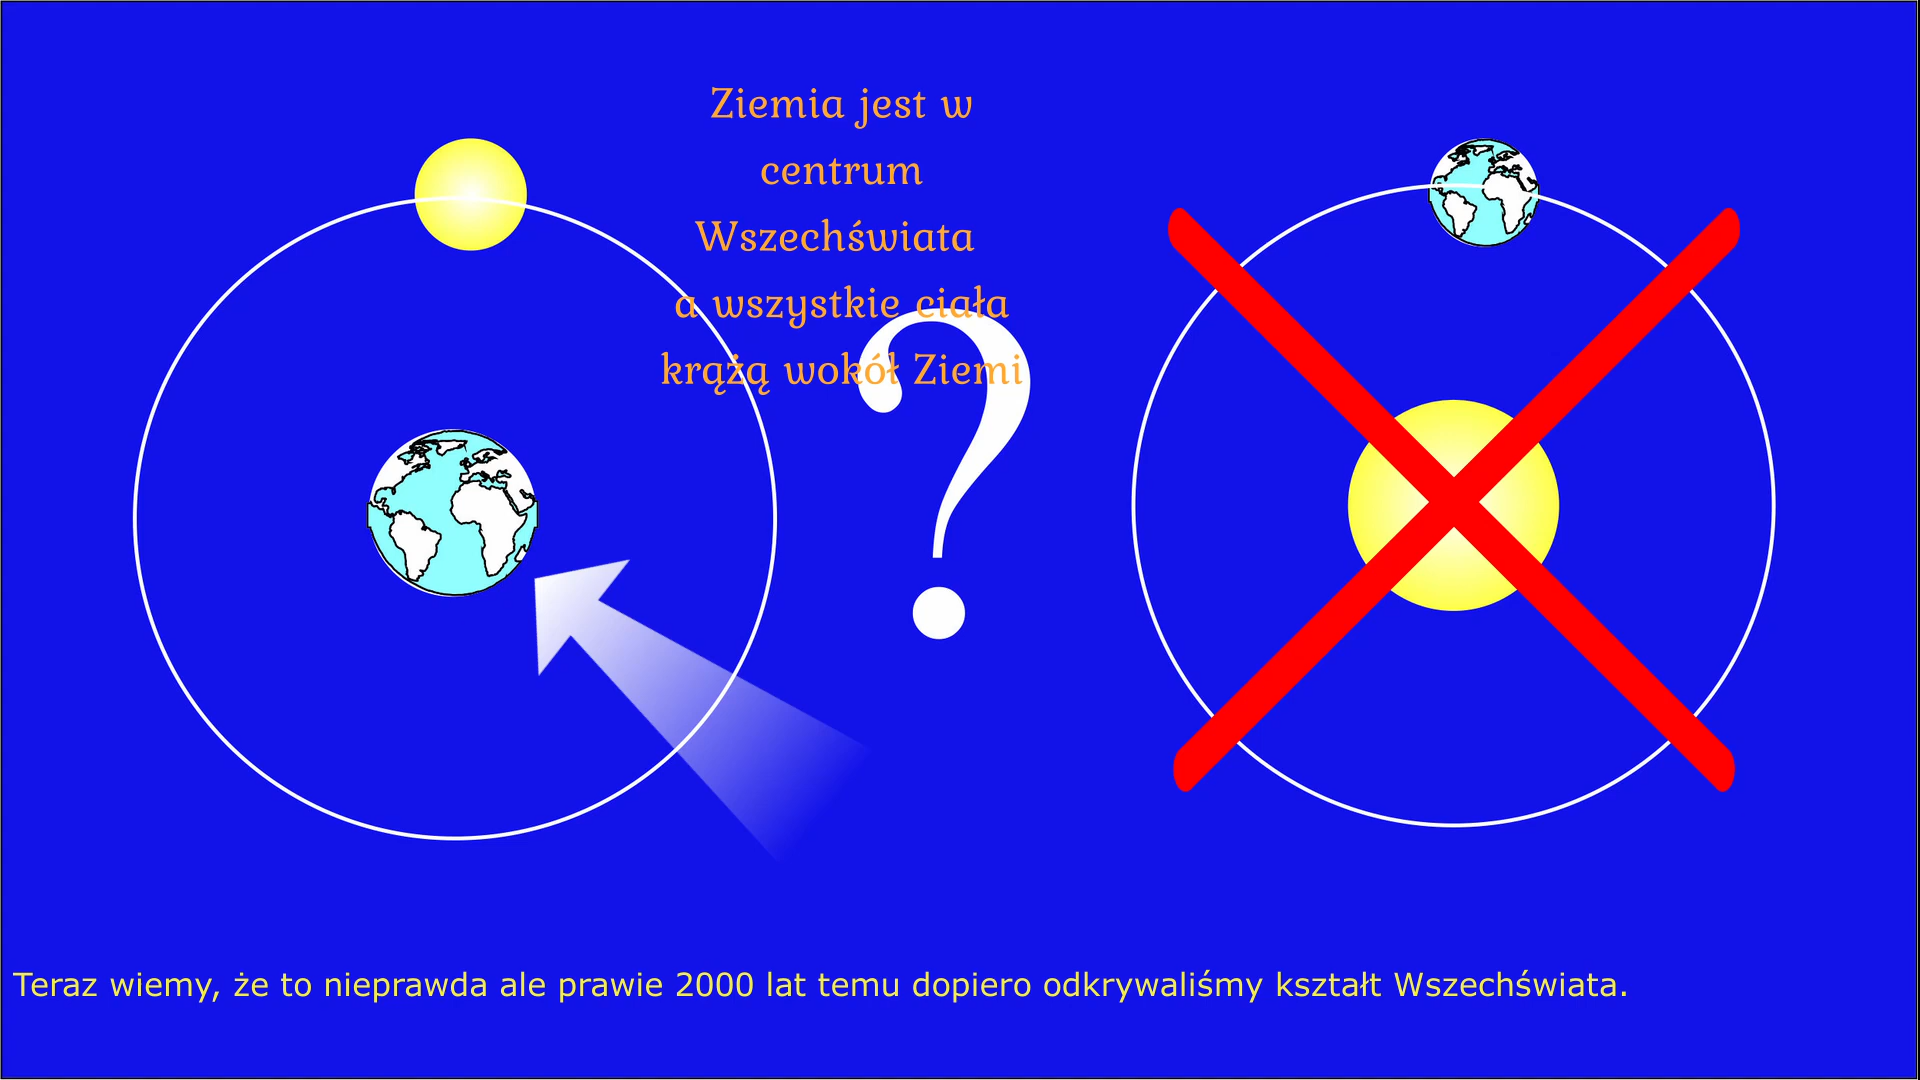 Ziemia jest w
centrum
Wszechświata
a wszystkie ciała
krążą wokół Ziemi
?
Teraz wiemy, że to nieprawda ale prawie 2000 lat temu dopiero odkrywaliśmy kształt Wszechświata.